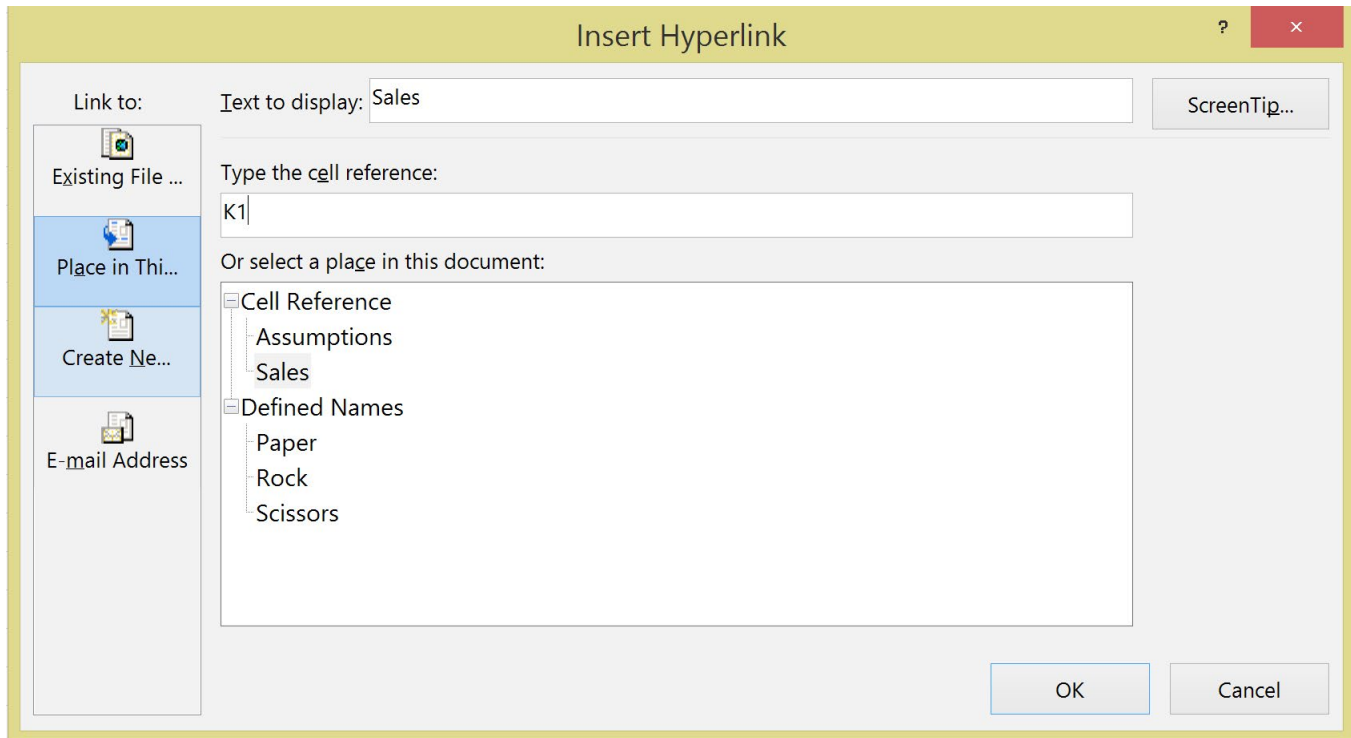 Insert Hyperlink
?
×
Link to:
Text to display:
Sales
ScreenTip...
Existing File ...
Place in Thi...
Create Ne...
E-mail Address
Type the cell reference:
K1
Or select a place in this document:
Cell Reference
Assumptions
Sales
Defined Names
Paper
Rock
Scissors
OK
Cancel